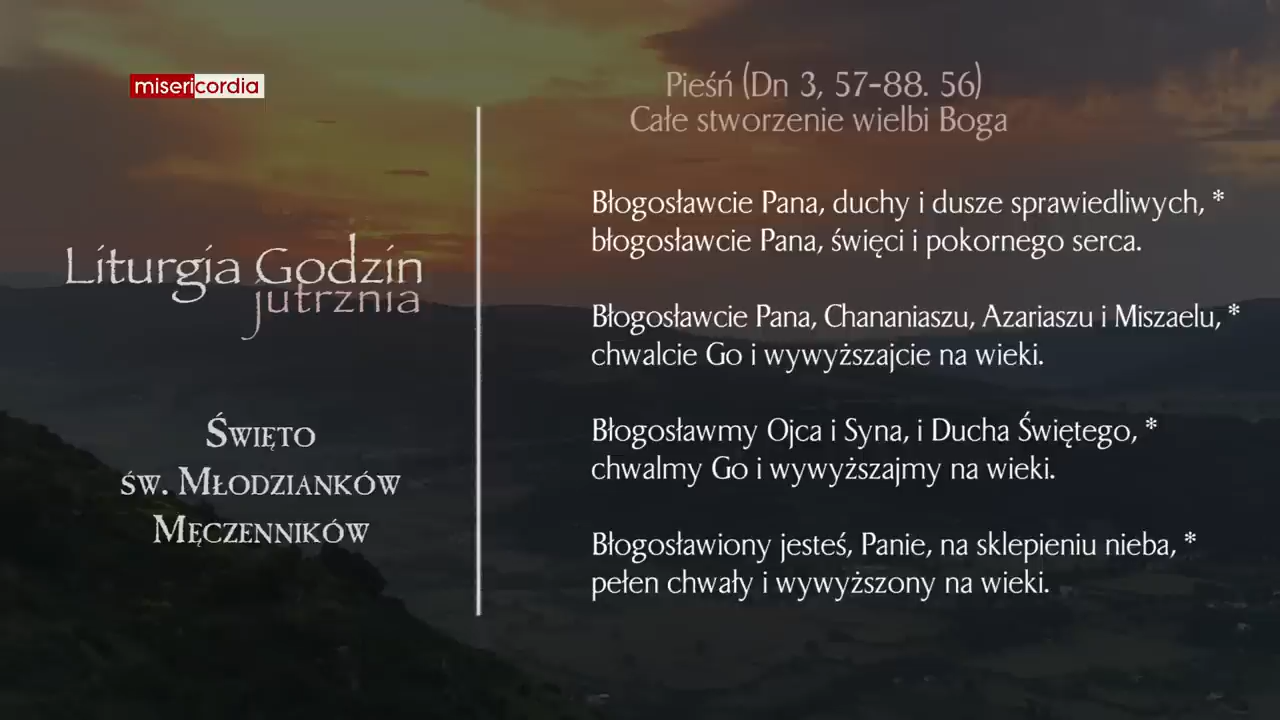 misericordia
Liturgia Godzin
jutrznia
Święto
św. Młodzianków
Męczenników
Pieśń (Dn 3, 57-88. 56)
Całe stworzenie wielbi Boga
Błogosławcie Pana, duchy i dusze sprawiedliwych, *
błogosławcie Pana, święci i pokornego serca.
Błogosławcie Pana, Chananiaszu, Azariaszu i Miszaelu, *
chwalcie Go i wywyższajcie na wieki.
Błogosławmy Ojca i Syna, i Ducha Świętego, *
chwalmy Go i wywyższajmy na wieki.
Błogosławiony jesteś, Panie, na sklepieniu nieba, *
pełen chwały i wywyższony na wieki.